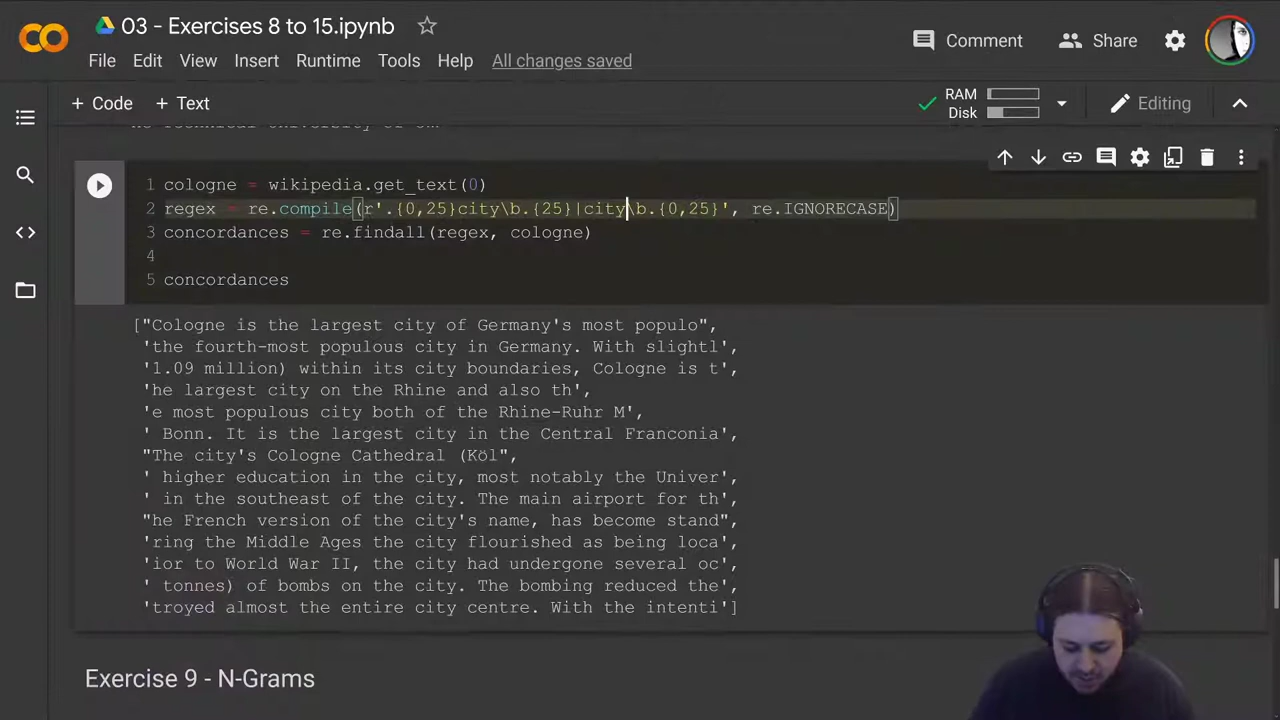 03 - Exercises 8 to 15.ipynb
Comment
Share
File Edit View Insert Runtime Tools Help All changes saved
+ Code + Text
RAM
Disk
Editing
1 cologne = wikipedia.get_text(0)
2 regex = re.compile(r'.{0,25}city\b.{25}|city\b.{0,25}', re.IGNORECASE)
3 concordances = re.findall(regex, cologne)
4
5 concordances
["Cologne is the largest city of Germany's most populo",
'the fourth-most populous city in Germany. With slightl',
'1.09 million) within its city boundaries, Cologne is t',
'he largest city on the Rhine and also th',
'e most populous city both of the Rhine-Ruhr M',
' Bonn. It is the largest city in the Central Franconia',
"The city's Cologne Cathedral (Köl",
' higher education in the city, most notably the Univer',
' in the southeast of the city. The main airport for th',
"he French version of the city's name, has become stand",
'ring the Middle Ages the city flourished as being loca',
'ior to World War II, the city had undergone several oc',
' tonnes) of bombs on the city. The bombing reduced the',
'troyed almost the entire city centre. With the intenti']
Exercise 9 - N-Grams